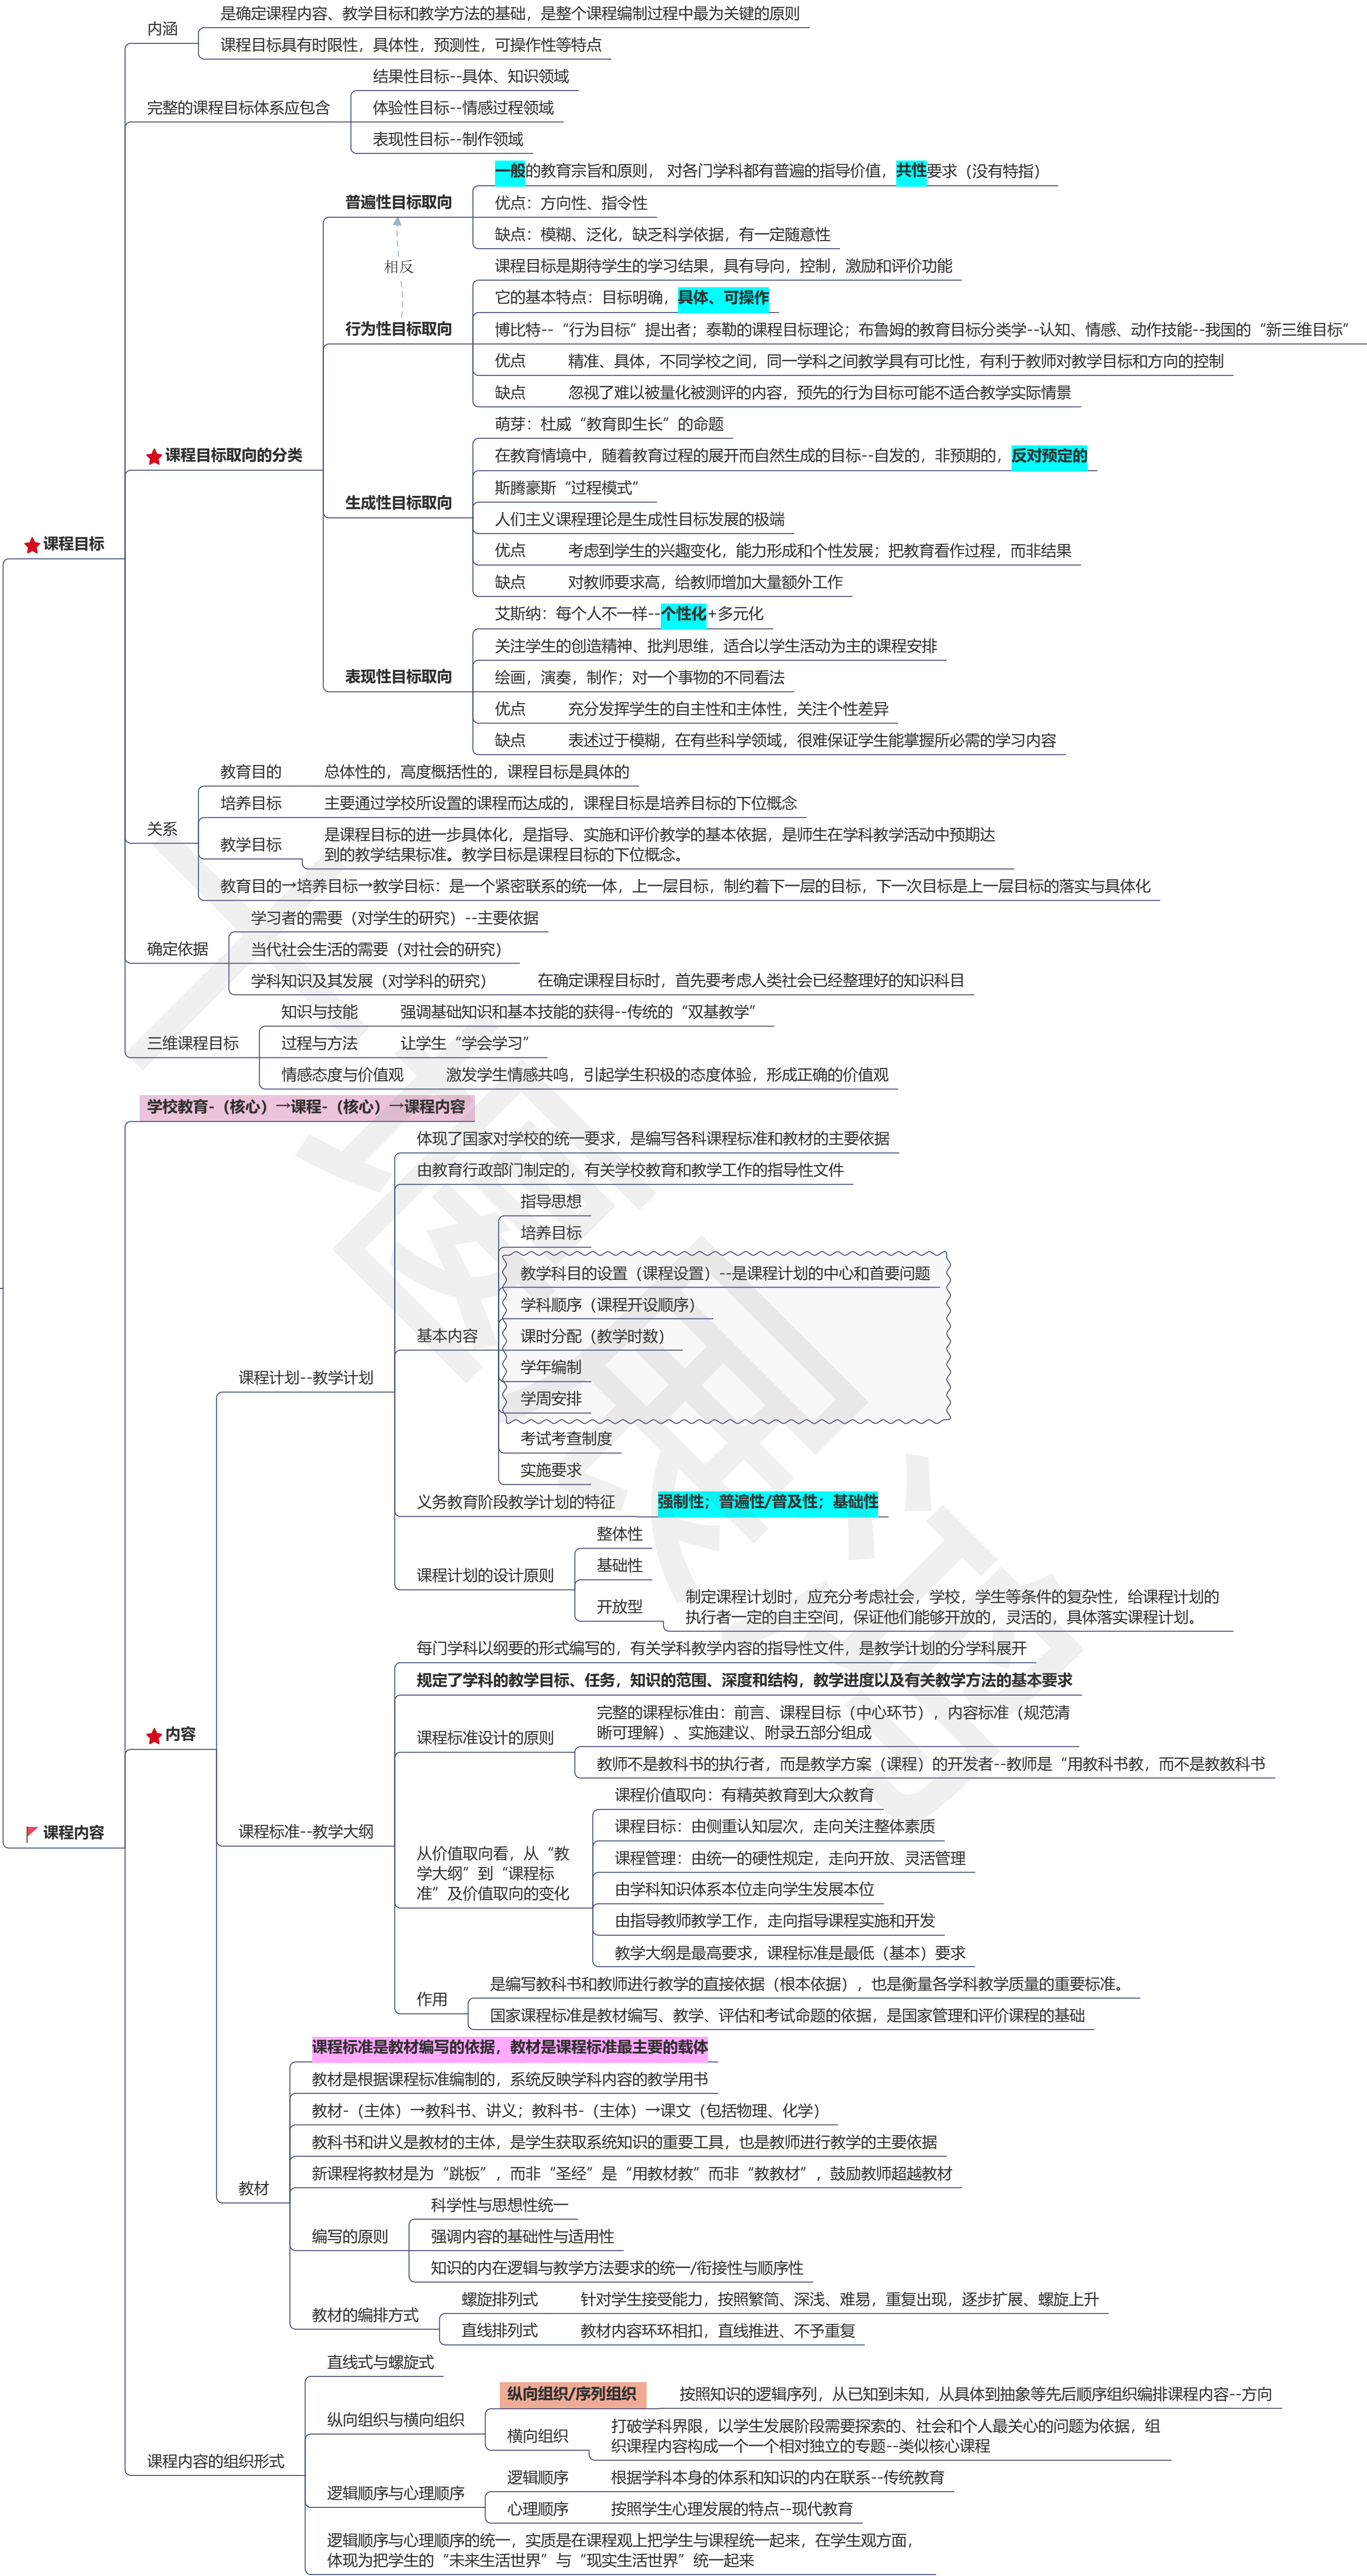 是确定课程内容、教学目标和教学方法的基础，是整个课程编制过程中最为关键的原则
内涵
课程目标具有时限性，具体性，预测性，可操作性等特点
结果性目标--具体、知识领域
完整的课程目标体系应包含
体验性目标--情感过程领域
表现性目标--制作领域
一般的教育宗旨和原则， 对各门学科都有普遍的指导价值，共性要求（没有特指）
普遍性目标取向
优点：方向性、指令性
缺点：模糊、泛化，缺乏科学依据，有一定随意性
相反
课程目标是期待学生的学习结果，具有导向，控制，激励和评价功能
它的基本特点：目标明确，具体、可操作
行为性目标取向
博比特--“行为目标”提出者；泰勒的课程目标理论；布鲁姆的教育目标分类学--认知、情感、动作技能--我国的“新三维目标”
优点 精准、具体，不同学校之间，同一学科之间教学具有可比性，有利于教师对教学目标和方向的控制
缺点 忽视了难以被量化被测评的内容，预先的行为目标可能不适合教学实际情景
课程目标取向的分类
萌芽：杜威“教育即生长”的命题
在教育情境中，随着教育过程的展开而自然生成的目标--自发的，非预期的，反对预定的
生成性目标取向
斯腾豪斯“过程模式”
人们主义课程理论是生成性目标发展的极端
优点 考虑到学生的兴趣变化，能力形成和个性发展；把教育看作过程，而非结果
缺点 对教师要求高，给教师增加大量额外工作
课程目标
艾斯纳：每个人不一样--个性化+多元化
关注学生的创造精神、批判思维，适合以学生活动为主的课程安排
表现性目标取向
绘画，演奏，制作；对一个事物的不同看法
优点 充分发挥学生的自主性和主体性，关注个性差异
缺点 表述过于模糊，在有些科学领域，很难保证学生能掌握所必需的学习内容
教育目的 总体性的，高度概括性的，课程目标是具体的
培养目标 主要通过学校所设置的课程而达成的，课程目标是培养目标的下位概念
关系
教学目标
是课程目标的进一步具体化，是指导、实施和评价教学的基本依据，是师生在学科教学活动中预期达
到的教学结果标准。教学目标是课程目标的下位概念。
教育目的→培养目标→教学目标：是一个紧密联系的统一体，上一层目标，制约着下一层的目标，下一次目标是上一层目标的落实与具体化
学习者的需要（对学生的研究）--主要依据
确定依据
当代社会生活的需要（对社会的研究）
学科知识及其发展（对学科的研究） 在确定课程目标时，首先要考虑人类社会已经整理好的知识科目
知识与技能 强调基础知识和基本技能的获得--传统的“双基教学”
三维课程目标
过程与方法 让学生“学会学习”
情感态度与价值观 激发学生情感共鸣，引起学生积极的态度体验，形成正确的价值观
学校教育-（核心）→课程-（核心）→课程内容
体现了国家对学校的统一要求，是编写各科课程标准和教材的主要依据
由教育行政部门制定的，有关学校教育和教学工作的指导性文件
指导思想
培养目标
教学科目的设置（课程设置）--是课程计划的中心和首要问题
学科顺序（课程开设顺序）
基本内容
课时分配（教学时数）
学年编制
课程计划--教学计划
学周安排
考试考查制度
实施要求
义务教育阶段教学计划的特征 强制性；普遍性/普及性；基础性
整体性
课程计划的设计原则
基础性
开放型
制定课程计划时，应充分考虑社会，学校，学生等条件的复杂性，给课程计划的
执行者一定的自主空间，保证他们能够开放的，灵活的，具体落实课程计划。
每门学科以纲要的形式编写的，有关学科教学内容的指导性文件，是教学计划的分学科展开
规定了学科的教学目标、任务，知识的范围、深度和结构，教学进度以及有关教学方法的基本要求
内容
课程标准设计的原则
完整的课程标准由：前言、课程目标（中心环节），内容标准（规范清
晰可理解）、实施建议、附录五部分组成
教师不是教科书的执行者，而是教学方案（课程）的开发者--教师是“用教科书教，而不是教教科书
课程内容
课程标准--教学大纲
课程价值取向：有精英教育到大众教育
课程目标：由侧重认知层次，走向关注整体素质
从价值取向看，从“教
学大纲”到“课程标
准”及价值取向的变化
课程管理：由统一的硬性规定，走向开放、灵活管理
由学科知识体系本位走向学生发展本位
由指导教师教学工作，走向指导课程实施和开发
教学大纲是最高要求，课程标准是最低（基本）要求
作用
是编写教科书和教师进行教学的直接依据（根本依据），也是衡量各学科教学质量的重要标准。
国家课程标准是教材编写、教学、评估和考试命题的依据，是国家管理和评价课程的基础
课程标准是教材编写的依据，教材是课程标准最主要的载体
教材是根据课程标准编制的，系统反映学科内容的教学用书
教材-（主体）→教科书、讲义；教科书-（主体）→课文（包括物理、化学）
教科书和讲义是教材的主体，是学生获取系统知识的重要工具，也是教师进行教学的主要依据
新课程将教材是为“跳板”，而非“圣经”是“用教材教”而非“教教材”，鼓励教师超越教材
教材
科学性与思想性统一
编写的原则
强调内容的基础性与适用性
知识的内在逻辑与教学方法要求的统一/衔接性与顺序性
教材的编排方式
螺旋排列式 针对学生接受能力，按照繁简、深浅、难易，重复出现，逐步扩展、螺旋上升
直线排列式 教材内容环环相扣，直线推进、不予重复
直线式与螺旋式
纵向组织与横向组织
纵向组织/序列组织 按照知识的逻辑序列，从已知到未知，从具体到抽象等先后顺序组织编排课程内容--方向
横向组织
打破学科界限，以学生发展阶段需要探索的、社会和个人最关心的问题为依据，组
织课程内容构成一个一个相对独立的专题--类似核心课程
课程内容的组织形式
逻辑顺序与心理顺序
逻辑顺序 根据学科本身的体系和知识的内在联系--传统教育
心理顺序 按照学生心理发展的特点--现代教育
逻辑顺序与心理顺序的统一，实质是在课程观上把学生与课程统一起来，在学生观方面，
体现为把学生的“未来生活世界”与“现实生活世界”统一起来